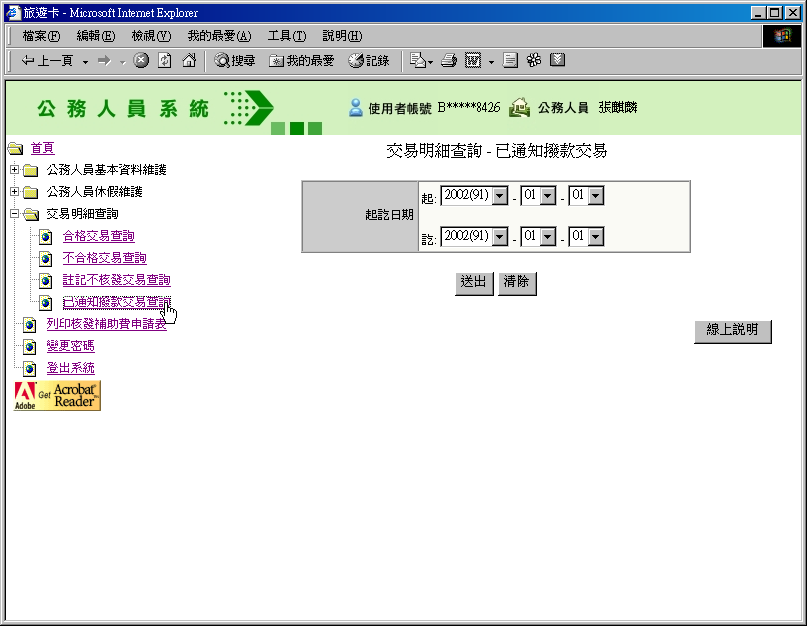 旅遊卡 - Microsoft Internet Explorer
檔案(F) 編輯(E) 檢視(V) 我的最愛(A) 工具(T) 說明(H)
上一頁 搜尋 我的最愛 記錄
公務人員系統 使用者帳號 B*****8426 公務人員 張麒麟
首頁
公務人員基本資料維護
公務人員休假維護
交易明細查詢
合格交易查詢
不合格交易查詢
註記不核發交易查詢
已通知撥款交易查詢
列印核發補助費申請表
變更密碼
登出系統
Adobe Get Acrobat Reader
交易明細查詢 - 已通知撥款交易
起訖日期
起: 2002(91) - 01 - 01
訖: 2002(91) - 01 - 01
送出 清除
線上說明